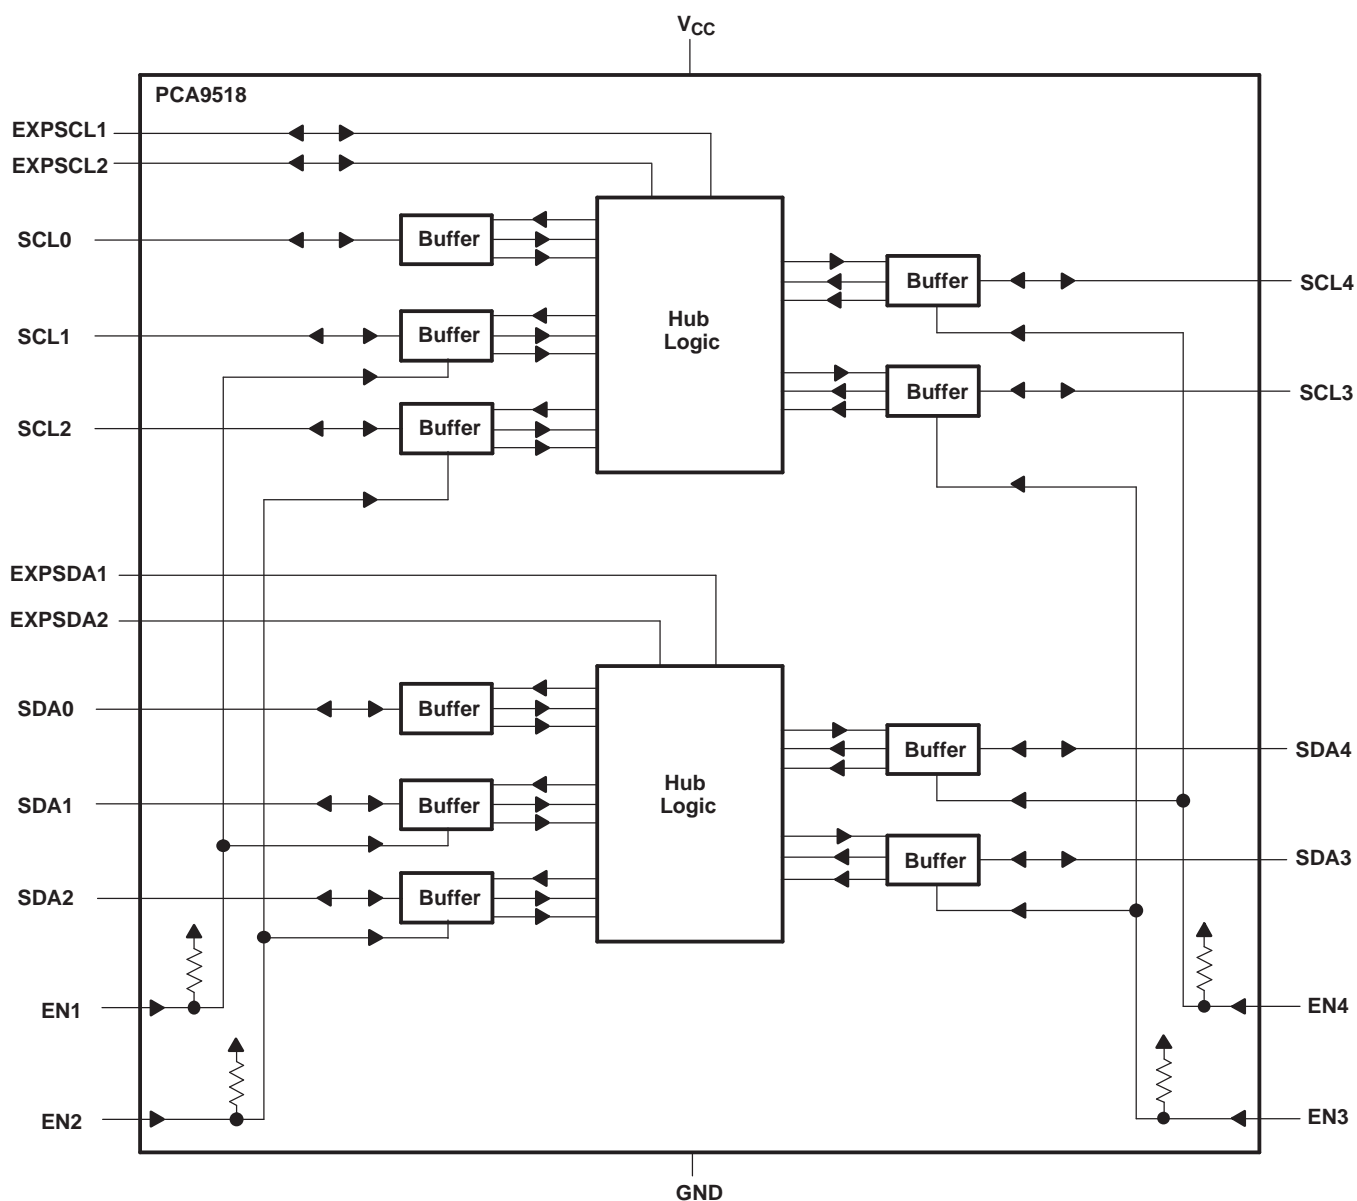 VCC
PCA9518
EXPSCL1
EXPSCL2
SCL0
Buffer
SCL1
Buffer
SCL2
Buffer
Hub
Logic
Buffer
SCL4
Buffer
SCL3
EXPSDA1
EXPSDA2
SDA0
Buffer
SDA1
Buffer
SDA2
Buffer
Hub
Logic
Buffer
SDA4
Buffer
SDA3
EN1
EN4
EN2
EN3
GND